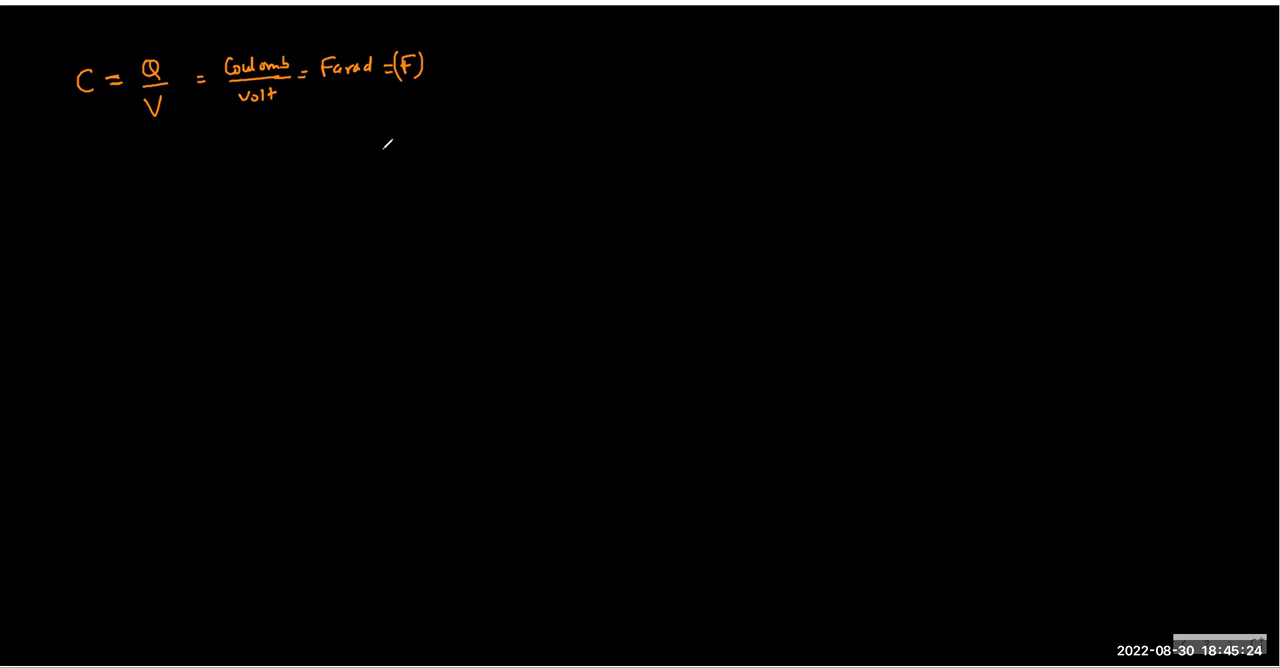 C = Q/V = Coulomb/volt = Farad = (F)
2022-08-30 18:45:24